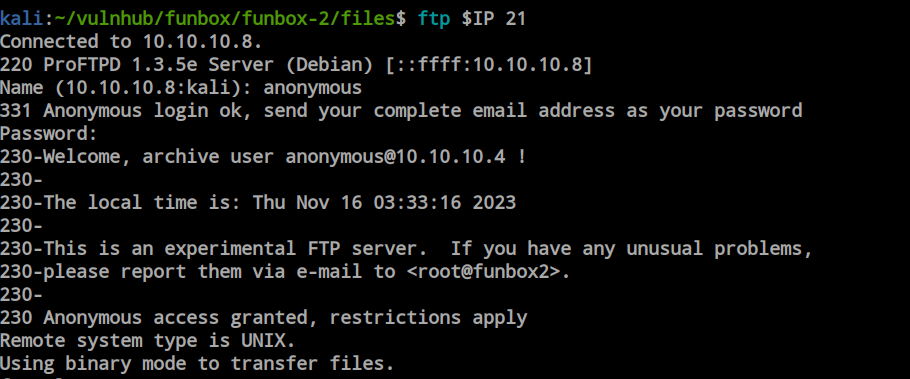 kali:~/vulnhub/funbox/funbox-2/files$ ftp $IP 21
Connected to 10.10.10.8.
220 ProFTPD 1.3.5e Server (Debian) [::ffff:10.10.10.8]
Name (10.10.10.8:kali): anonymous
331 Anonymous login ok, send your complete email address as your password
Password:
230-Welcome, archive user anonymous@10.10.10.4 !
230-
230-The local time is: Thu Nov 16 03:33:16 2023
230-
230-This is an experimental FTP server.  If you have any unusual problems,
230-please report them via e-mail to <root@funbox2>.
230-
230 Anonymous access granted, restrictions apply
Remote system type is UNIX.
Using binary mode to transfer files.